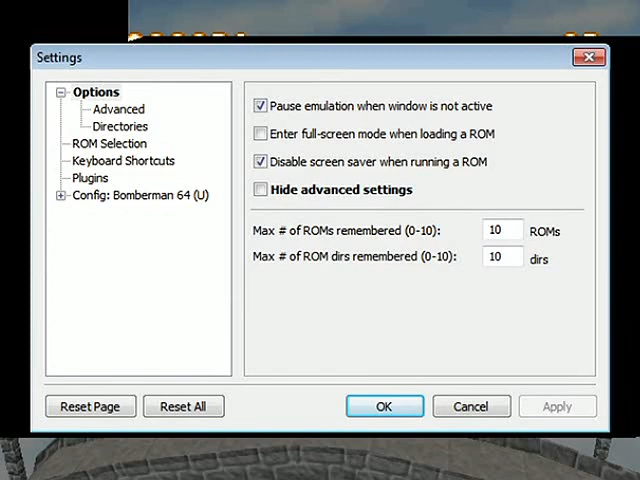 Settings
Options
Advanced
Directories
ROM Selection
Keyboard Shortcuts
Plugins
Config: Bomberman 64 (U)
Pause emulation when window is not active
Enter full-screen mode when loading a ROM
Disable screen saver when running a ROM
Hide advanced settings
Max # of ROMs remembered (0-10): 10 ROMs
Max # of ROM dirs remembered (0-10): 10 dirs
Reset Page Reset All OK Cancel Apply